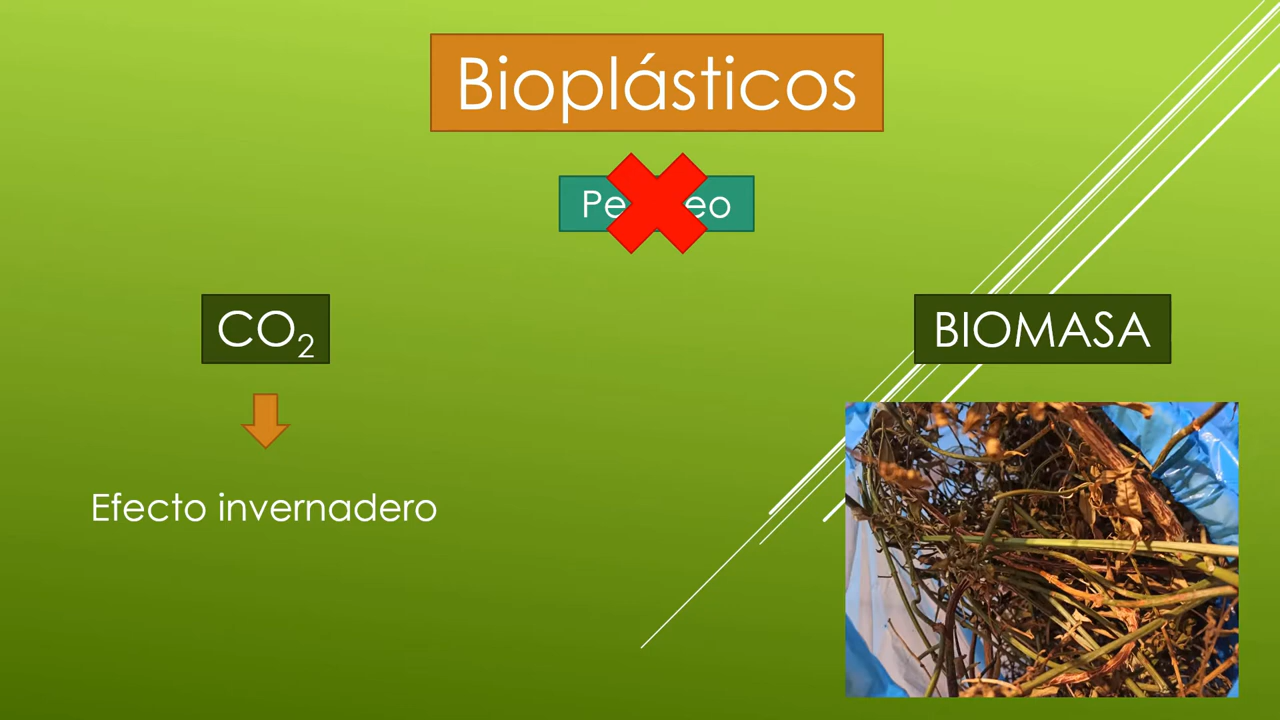 Bioplásticos
CO₂
BIOMASA
Efecto invernadero